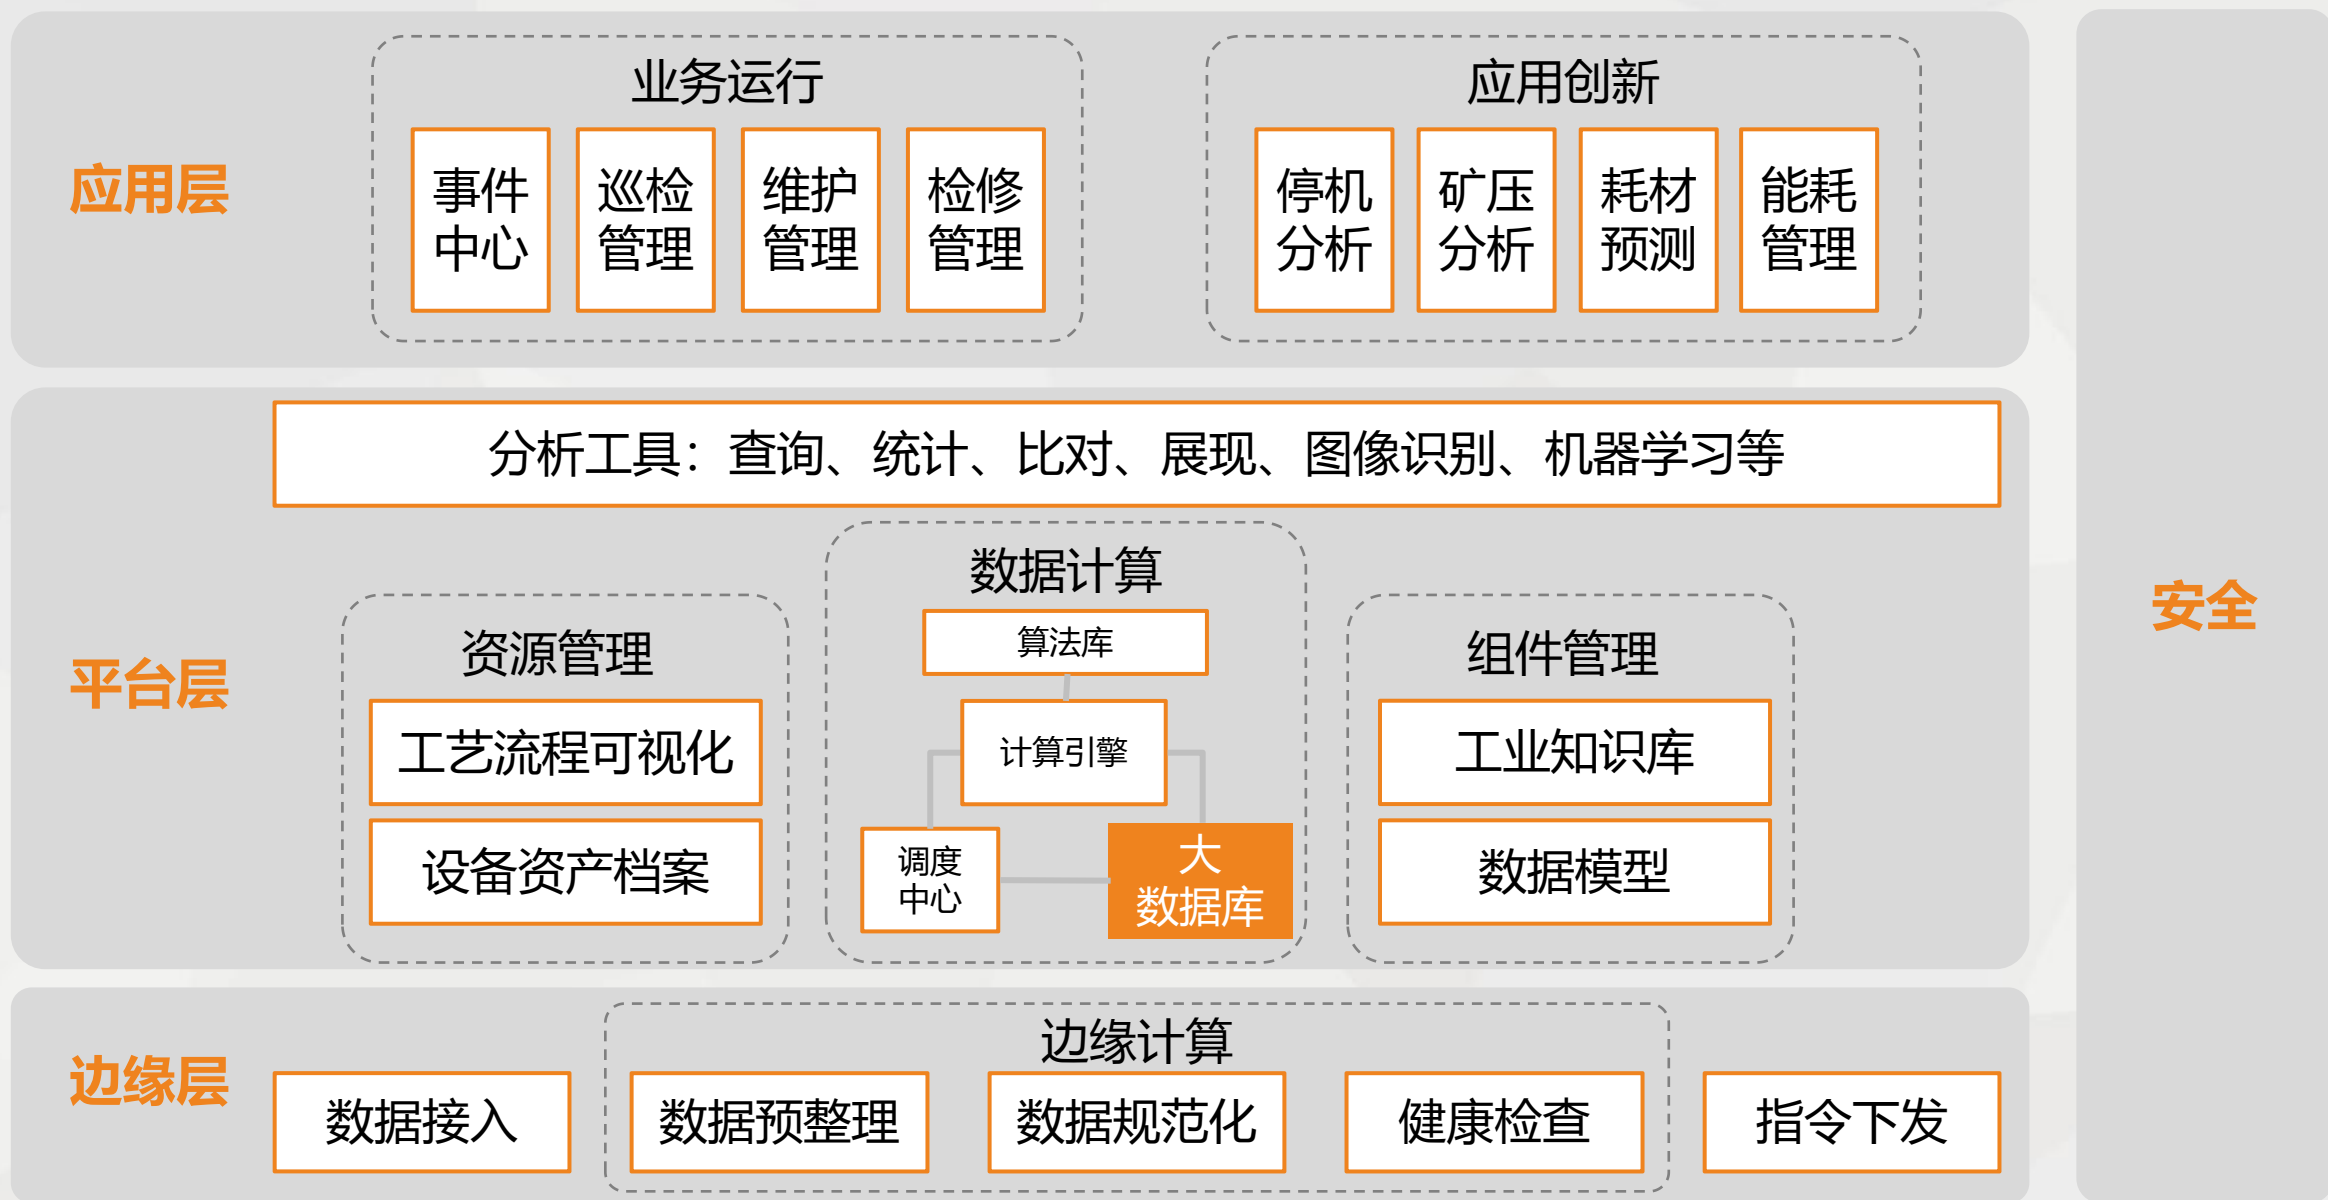 业务运行
应用创新
应用层
事件
中心
巡检
管理
维护
管理
检修
管理
停机
分析
矿压
分析
耗材
预测
能耗
管理
分析工具：查询、统计、比对、展现、图像识别、机器学习等
平台层
资源管理
工艺流程可视化
设备资产档案
数据计算
算法库
计算引擎
调度
中心
大
数据库
组件管理
工业知识库
数据模型
边缘层
数据接入
边缘计算
数据预整理
数据规范化
健康检查
指令下发
安全